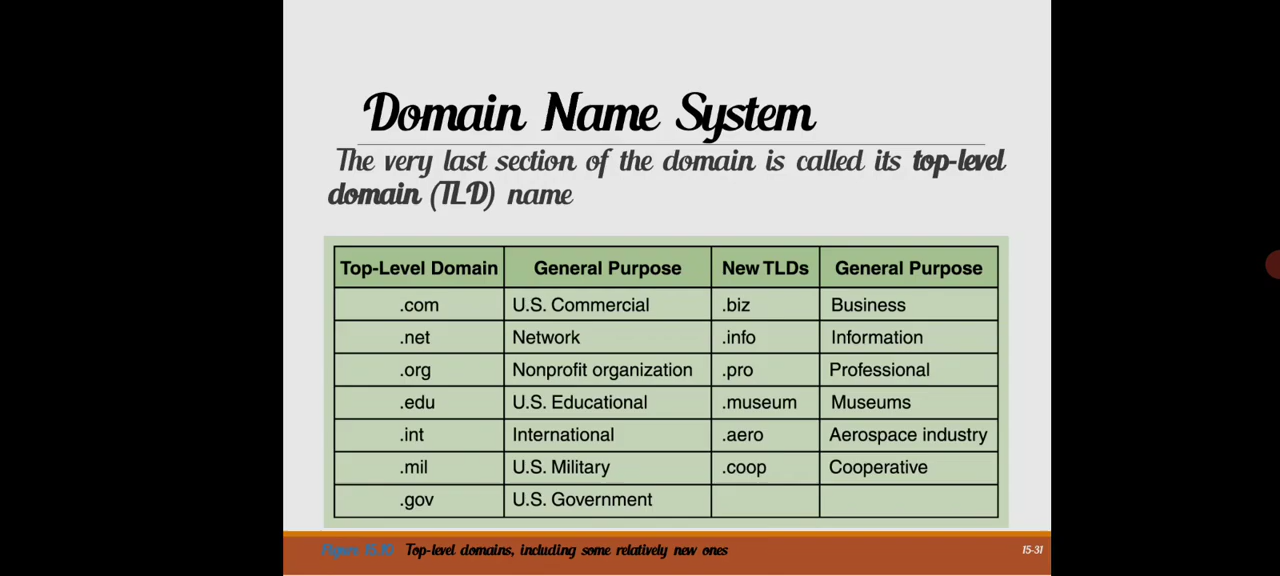 Domain Name System
The very last section of the domain is called its top-level
domain (TLD) name
Top-Level Domain General Purpose New TLDs General Purpose
.com U.S. Commercial .biz Business
.net Network .info Information
.org Nonprofit organization .pro Professional
.edu U.S. Educational .museum Museums
.int International .aero Aerospace industry
.mil U.S. Military .coop Cooperative
.gov U.S. Government
Figure 15.10 Top-level domains, including some relatively new ones
15-31